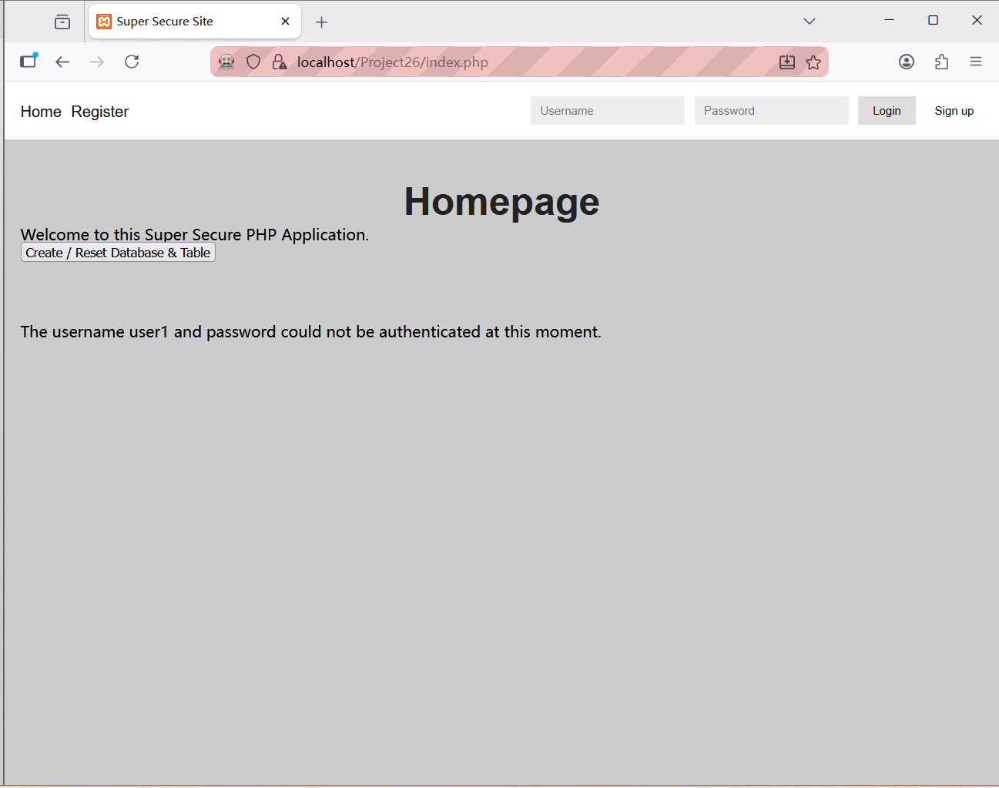 Super Secure Site
localhost/Project26/index.php
Home Register Username Password Login Sign up
Homepage
Welcome to this Super Secure PHP Application.
Create / Reset Database & Table
The username user1 and password could not be authenticated at this moment.